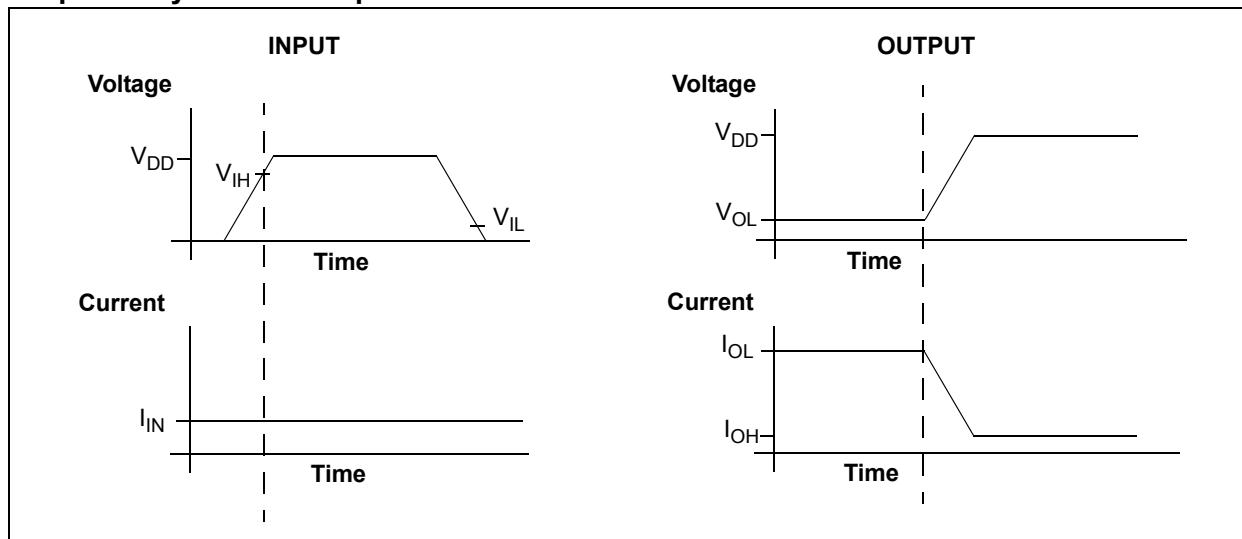 INPUT
Voltage
VDD
VIH
VIL
Time
Current
IIN
Time
OUTPUT
Voltage
VDD
VOL
Time
Current
IOL
IOH
Time